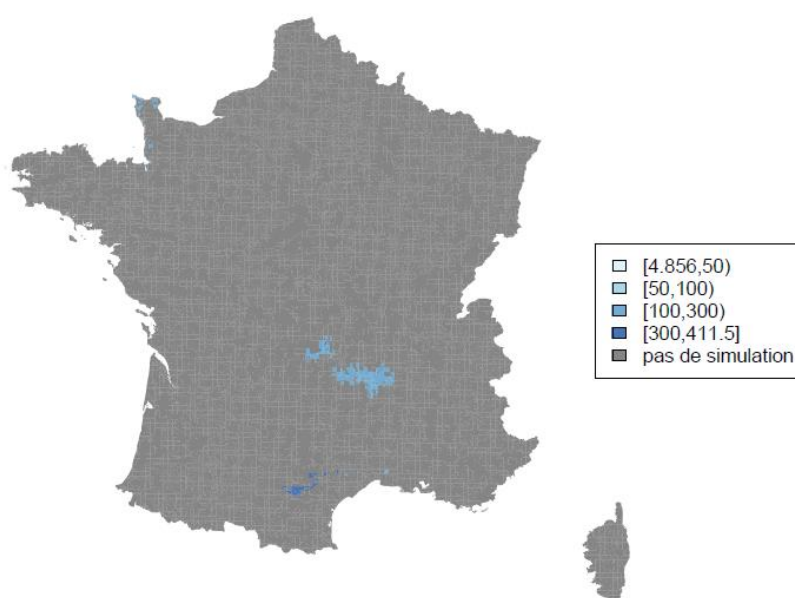 [4.856,50)
[50,100)
[100,300)
[300,411.5]
pas de simulation